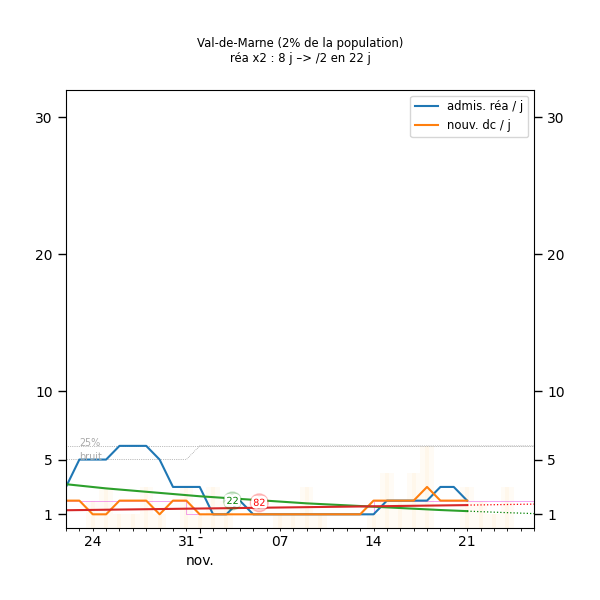 Val-de-Marne (2% de la population)
réa x2 : 8 j –> /2 en 22 j
admis. réa / j
nouv. dc / j
30 30
20 20
10 10
25%
bruit
5 5
22 82
1 1
24 31 - 07 14 21
nov.